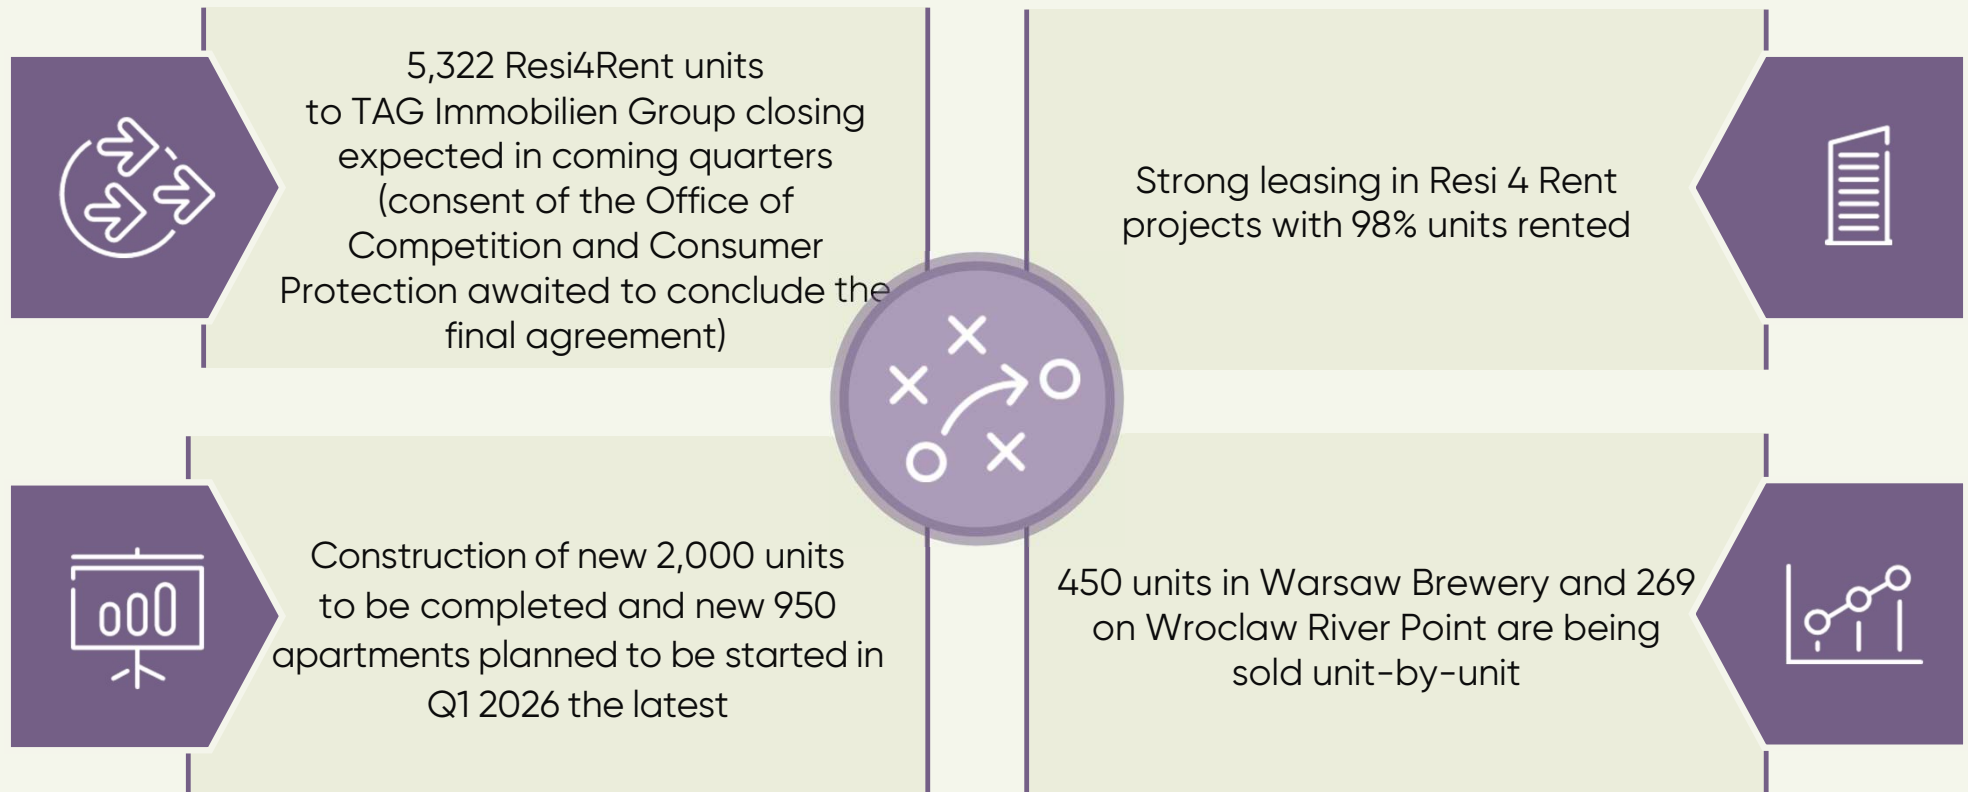 5,322 Resi4Rent units
to TAG Immobilien Group closing
expected in coming quarters
(consent of the Office of
Competition and Consumer
Protection awaited to conclude the
final agreement)
Strong leasing in Resi 4 Rent
projects with 98% units rented
Construction of new 2,000 units
to be completed and new 950
apartments planned to be started in
Q1 2026 the latest
450 units in Warsaw Brewery and 269
on Wroclaw River Point are being
sold unit-by-unit